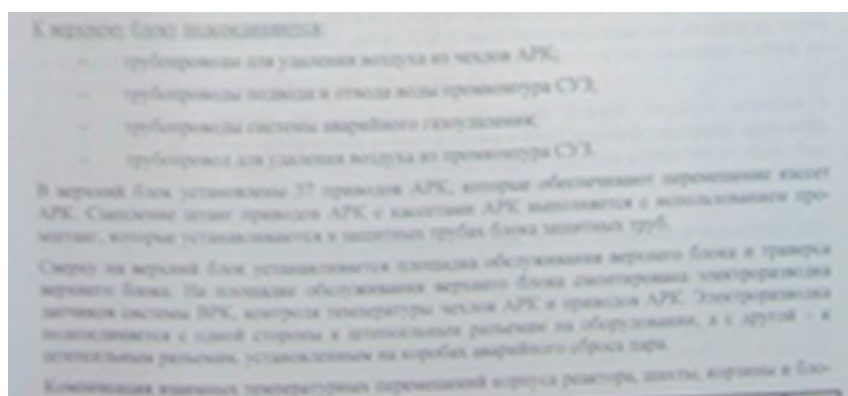 К верхнему блоку подсоединяются:
- трубопроводы для удаления воздуха из чехлов АРК;
- трубопроводы подвода и отвода воды промконтура СУЗ;
- трубопроводы системы аварийного газоудаления;
- трубопровод для удаления воздуха из промконтура СУЗ.
В верхний блок установлены 37 приводов АРК, которые обеспечивают перемещение кассет
АРК. Сцепление штанг приводов АРК с кассетами АРК выполняется с использованием про-
мштанг, которые устанавливаются в защитных трубах блока защитных труб.
Сверху на верхний блок устанавливается площадка обслуживания верхнего блока и траверса
верхнего блока. На площадке обслуживания верхнего блока смонтирована электроразводка
датчиков системы ВРК, контроля температуры чехлов АРК и приводов АРК. Электроразводка
подсоединяется с одной стороны к штепсельным разъемам на оборудовании, а с другой – к
штепсельным разъемам, установленным на коробах аварийного сброса пара.
Компенсация взаимных температурных перемещений корпуса реактора, шахты, корзины и бло-